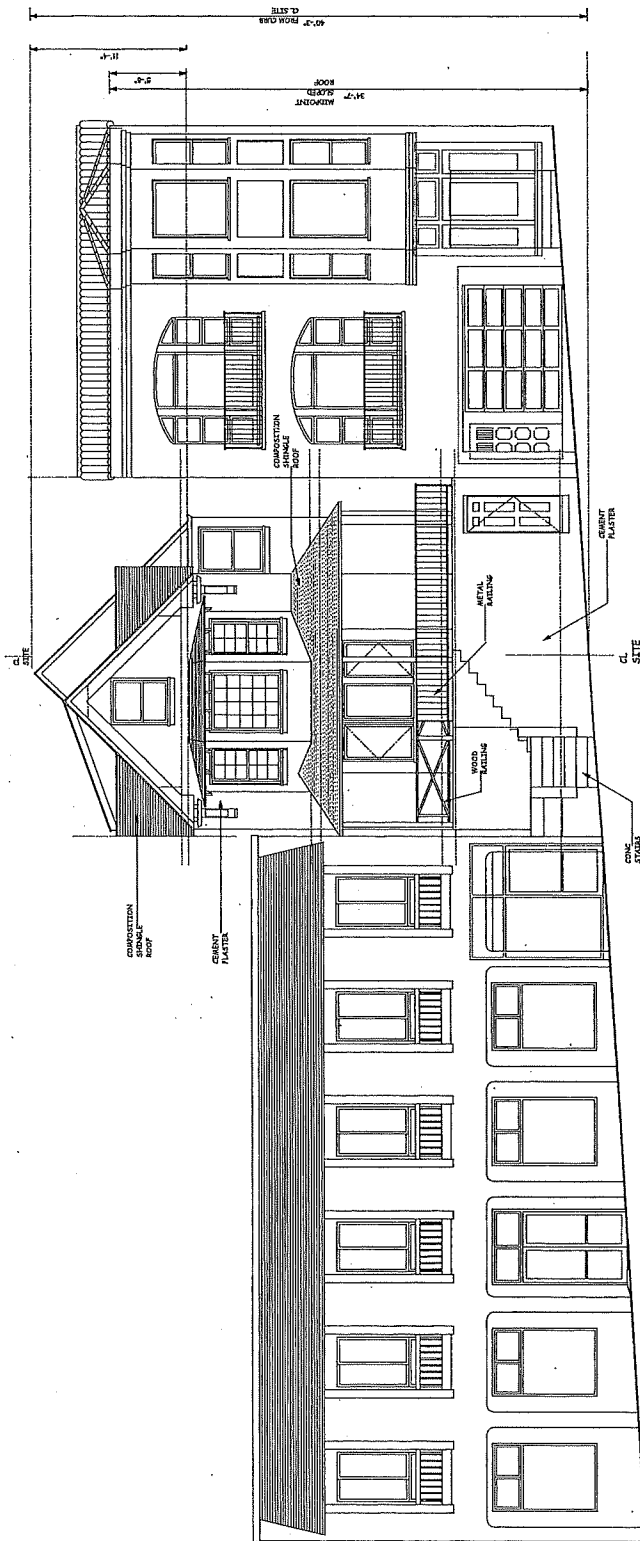 40'-3" FROM CURB
CL SITE
11'-4"
5'-8"
34'-7"
MIDPOINT
SLOPED
ROOF
CL
SITE
COMPOSITION
SHINGLE
ROOF
COMPOSITION
SHINGLE
ROOF
CEMENT
PLASTER
METAL
RAILING
WOOD
RAILING
CEMENT
PLASTER
CL
SITE
CONC
STAIRS